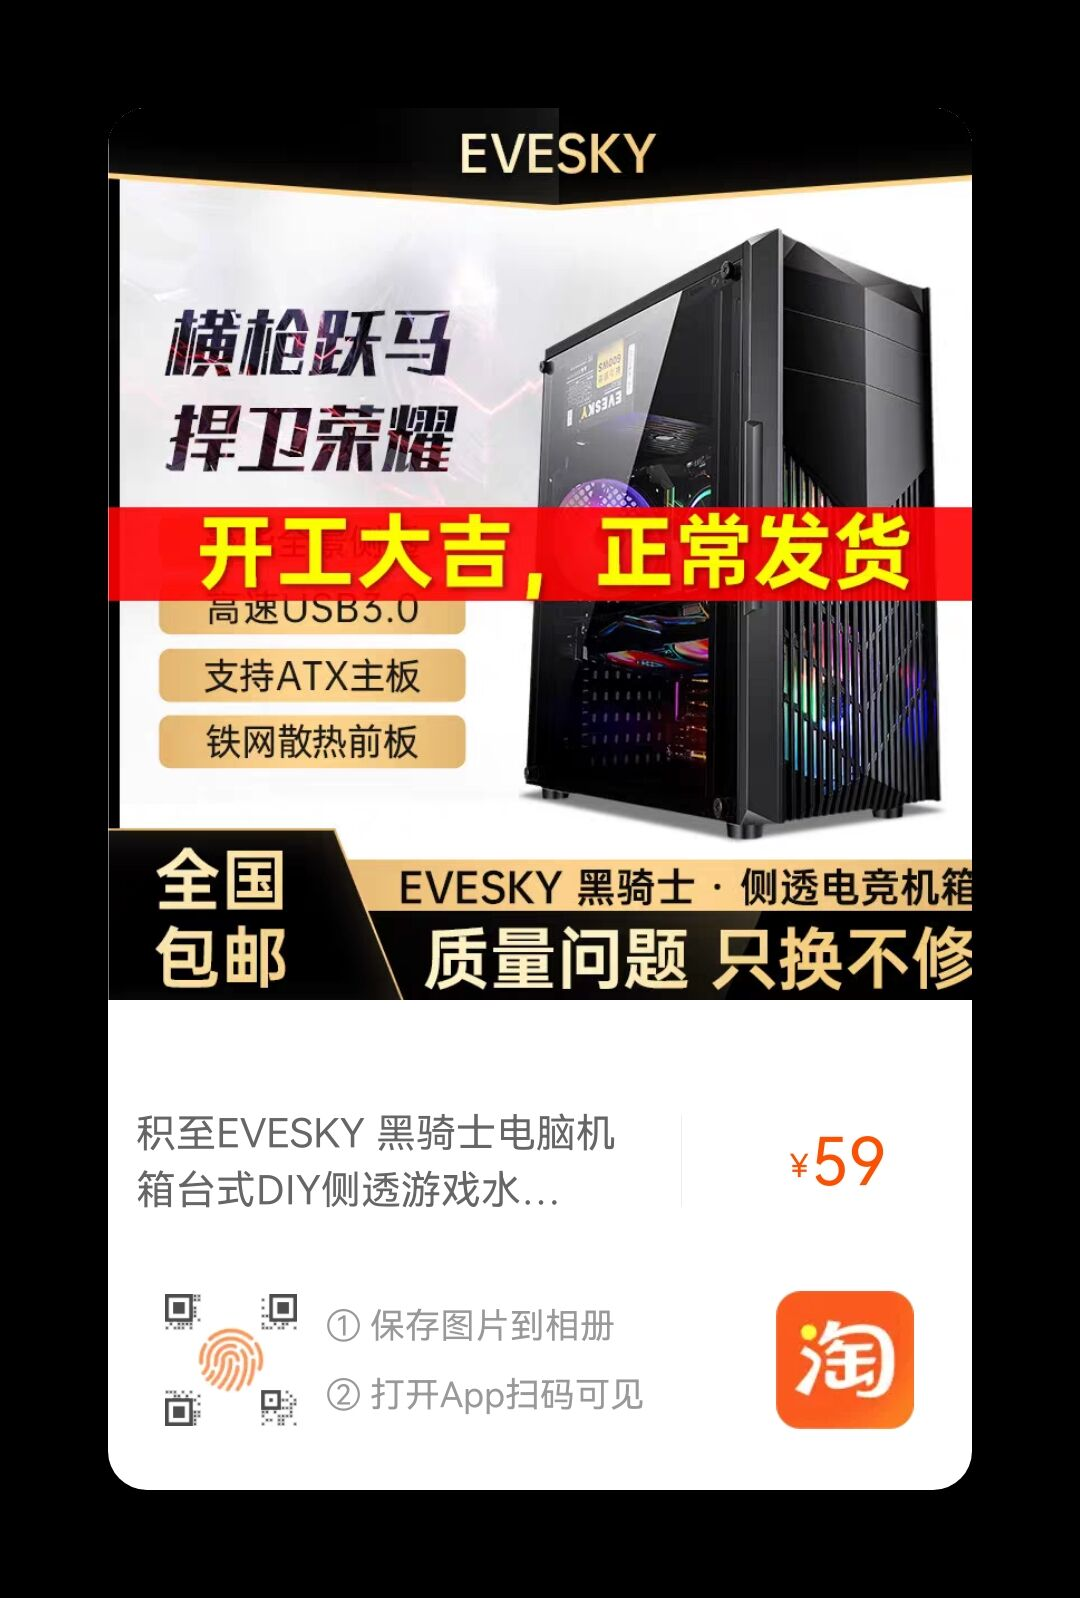 EVESKY
横枪跃马
捍卫荣耀
开工大吉，正常发货
高速USB3.0
支持ATX主板
铁网散热前板
600WS
EVESKY
全国
包邮
EVESKY 黑骑士 · 侧透电竞机箱
质量问题 只换不修
积至EVESKY 黑骑士电脑机
箱台式DIY侧透游戏水...
¥59
① 保存图片到相册
② 打开App扫码可见
淘